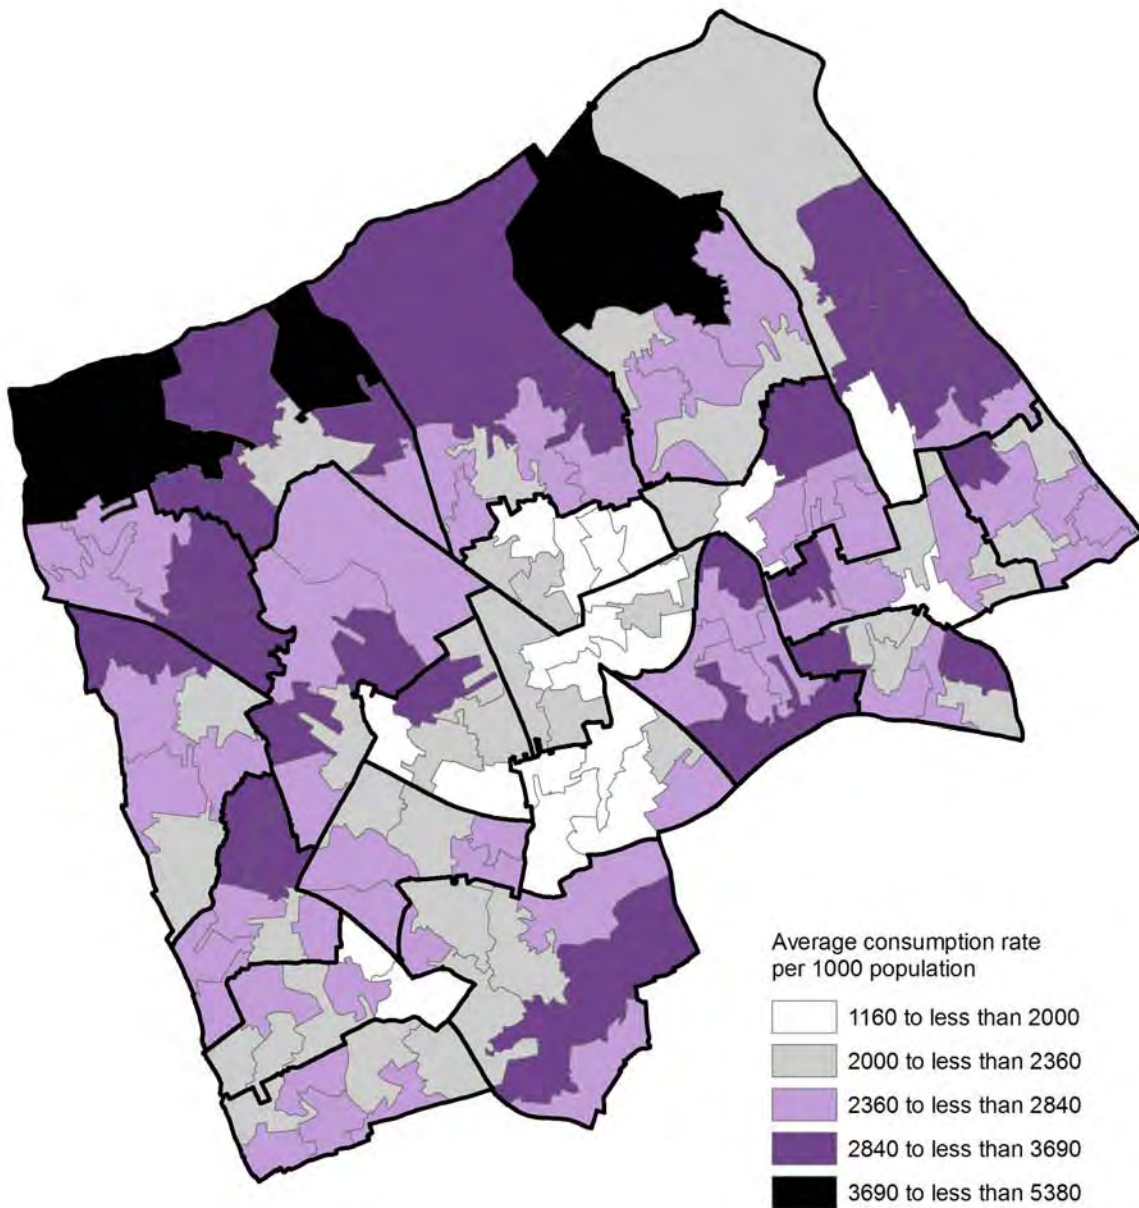 Average consumption rate
per 1000 population
1160 to less than 2000
2000 to less than 2360
2360 to less than 2840
2840 to less than 3690
3690 to less than 5380